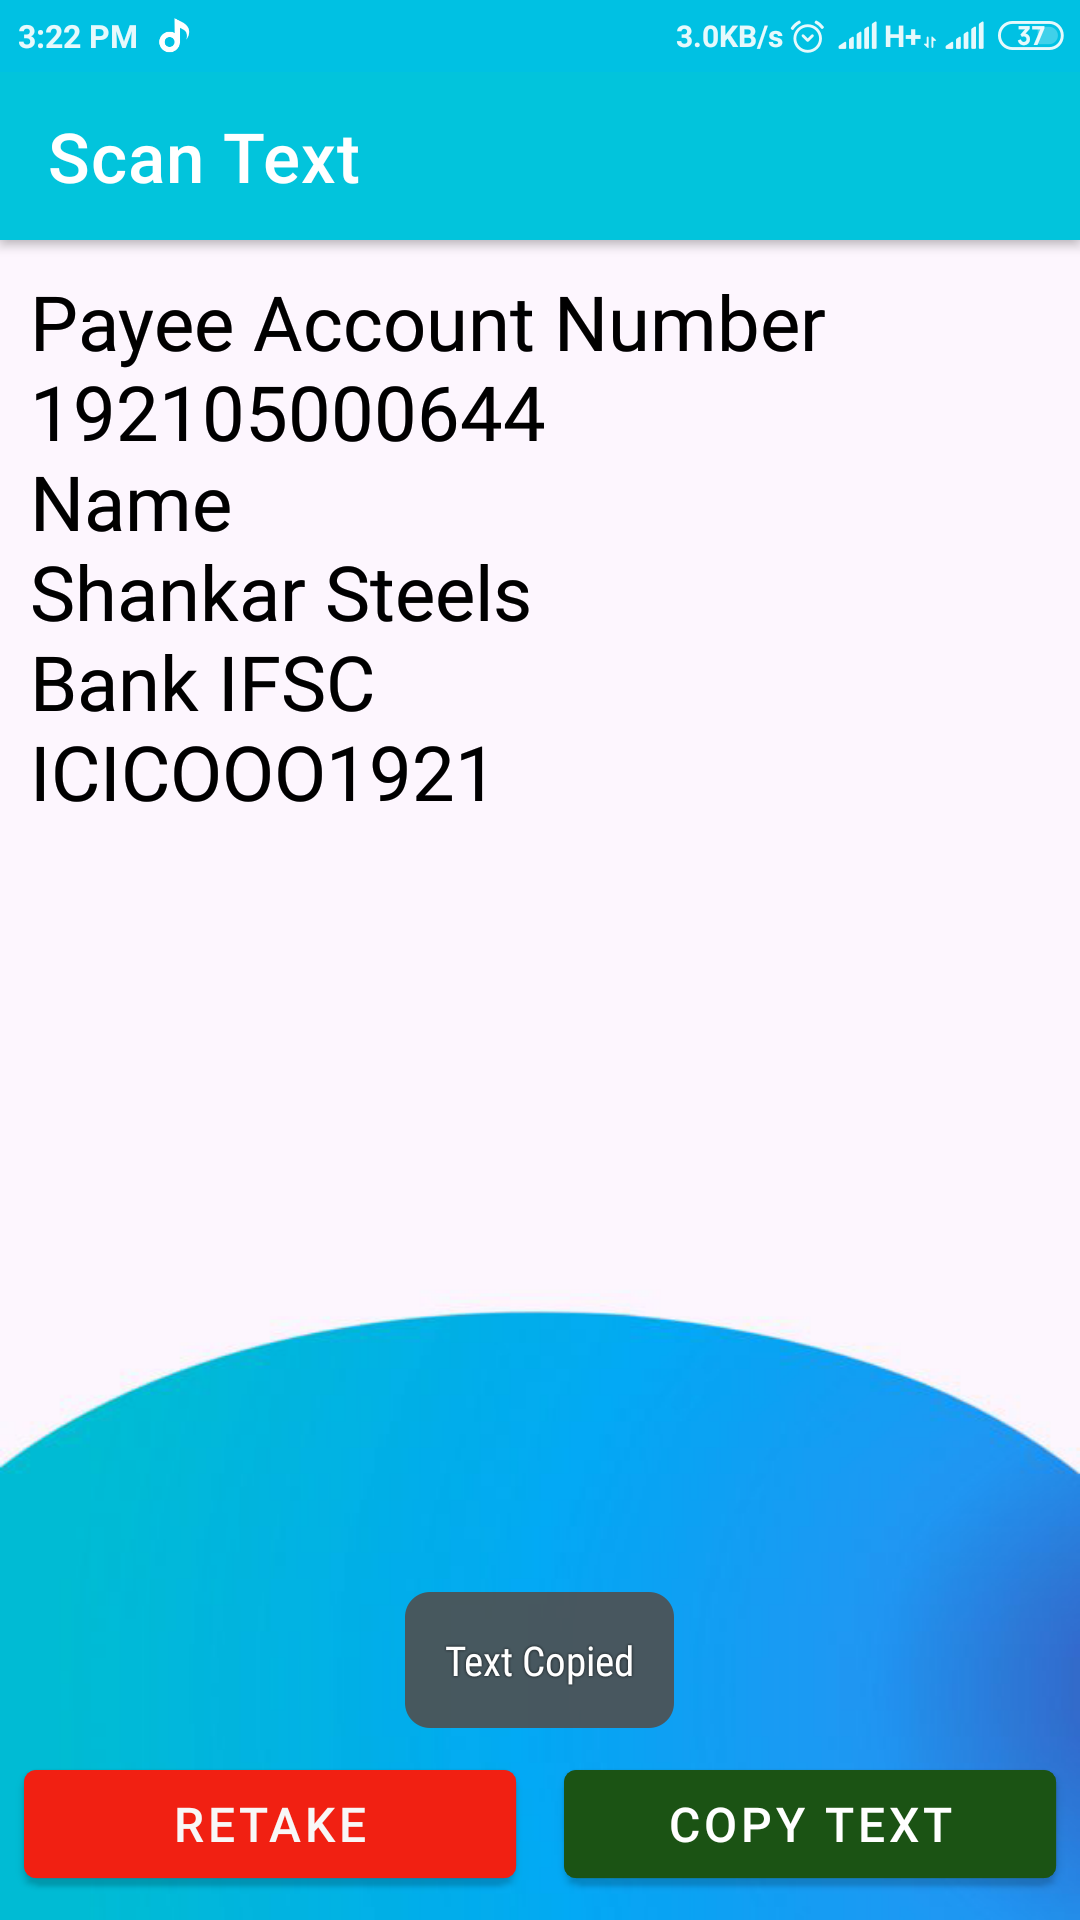 3:22 PM 3.0KB/s H+ 37
Scan Text
Payee Account Number
192105000644
Name
Shankar Steels
Bank IFSC
ICICOOO1921
Text Copied
RETAKE COPY TEXT